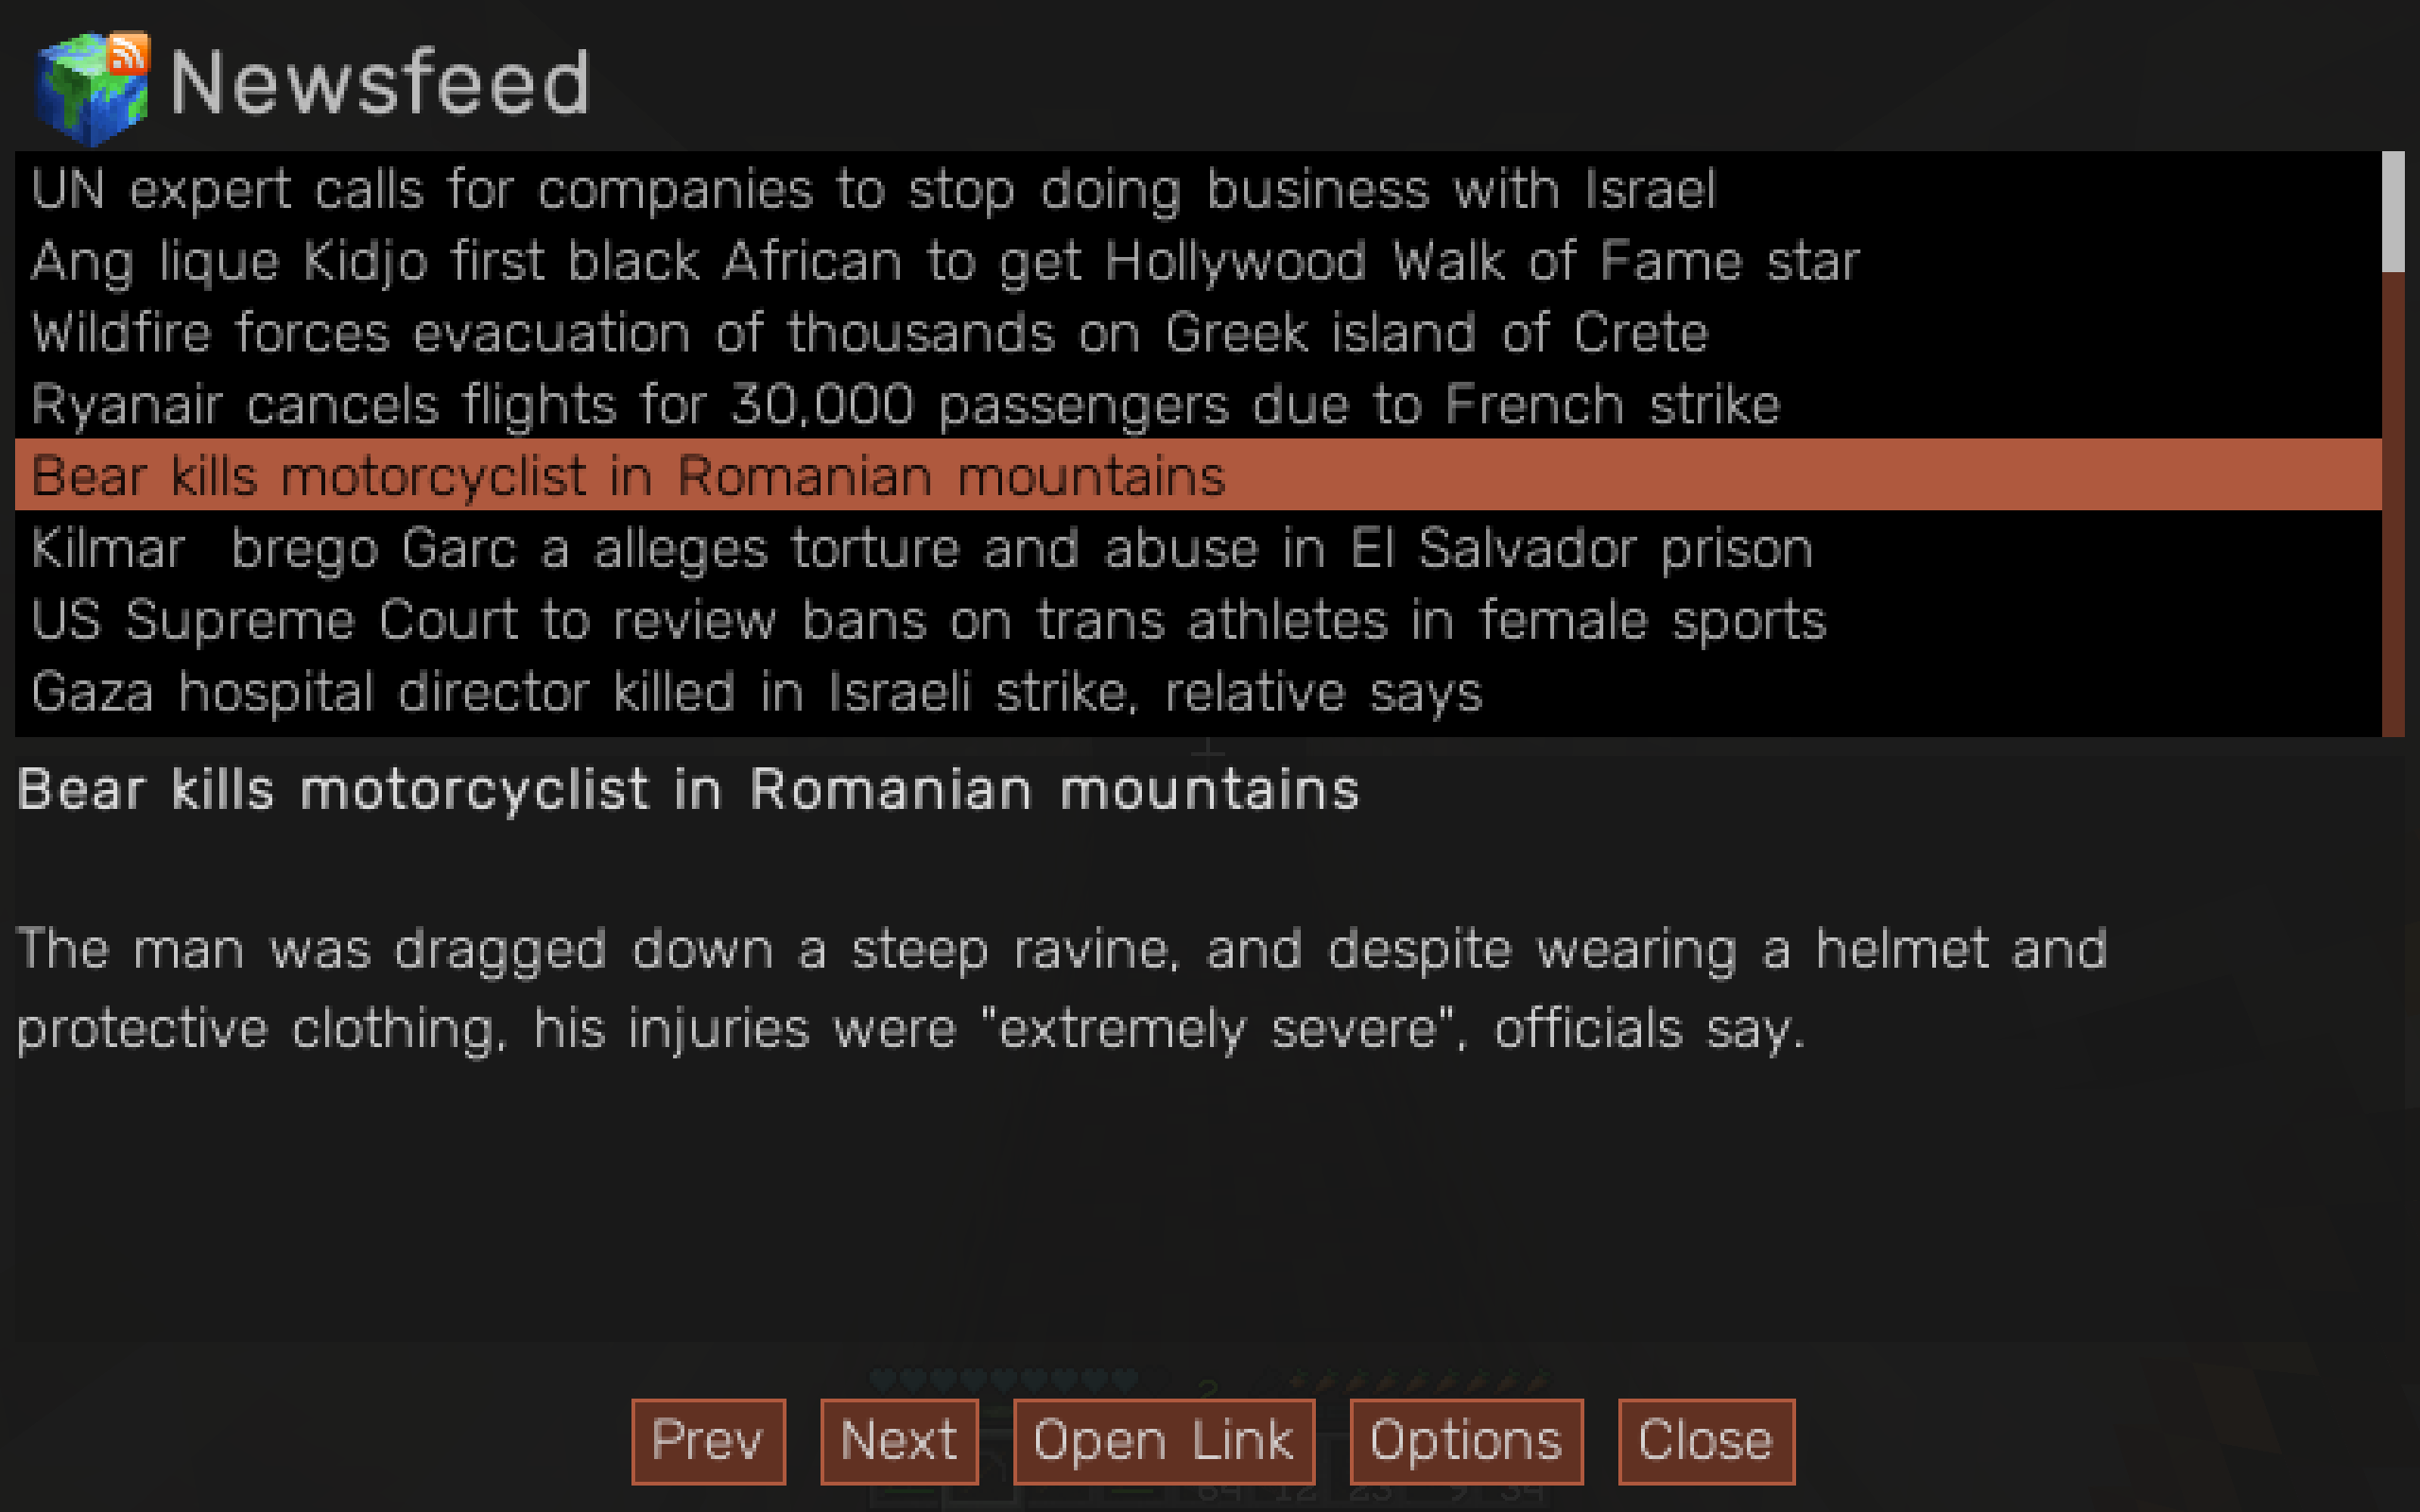 Newsfeed
UN expert calls for companies to stop doing business with Israel
Ang lique Kidjo first black African to get Hollywood Walk of Fame star
Wildfire forces evacuation of thousands on Greek island of Crete
Ryanair cancels flights for 30,000 passengers due to French strike
Bear kills motorcyclist in Romanian mountains
Kilmar  brego Garc a alleges torture and abuse in El Salvador prison
US Supreme Court to review bans on trans athletes in female sports
Gaza hospital director killed in Israeli strike, relative says
Bear kills motorcyclist in Romanian mountains
The man was dragged down a steep ravine, and despite wearing a helmet and
protective clothing, his injuries were "extremely severe", officials say.
2
Prev Next Open Link Options Close
64 12 23 9 34